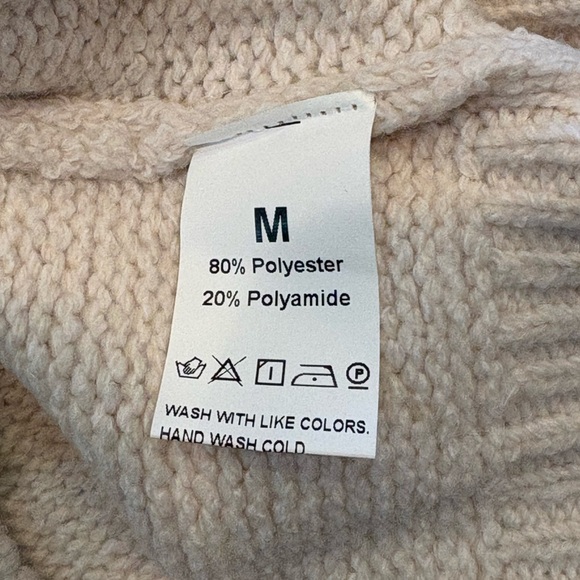 M
80% Polyester
20% Polyamide
P
WASH WITH LIKE COLORS.
HAND WASH COLD